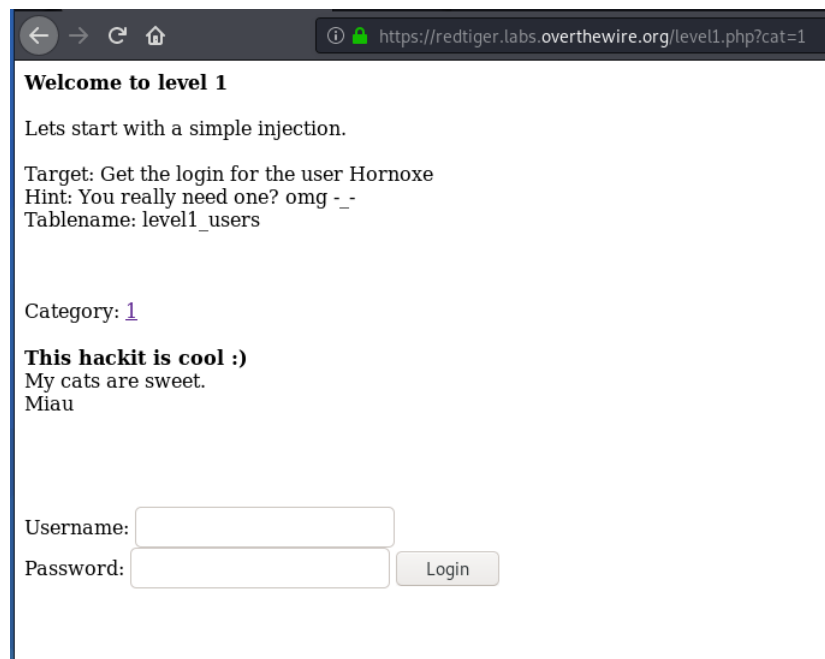 https://redtiger.labs.overthewire.org/level1.php?cat=1
Welcome to level 1
Lets start with a simple injection.
Target: Get the login for the user Hornoxe
Hint: You really need one? omg -_-
Tablename: level1_users
Category: 1
This hackit is cool :)
My cats are sweet.
Miau
Username:
Password:
Login